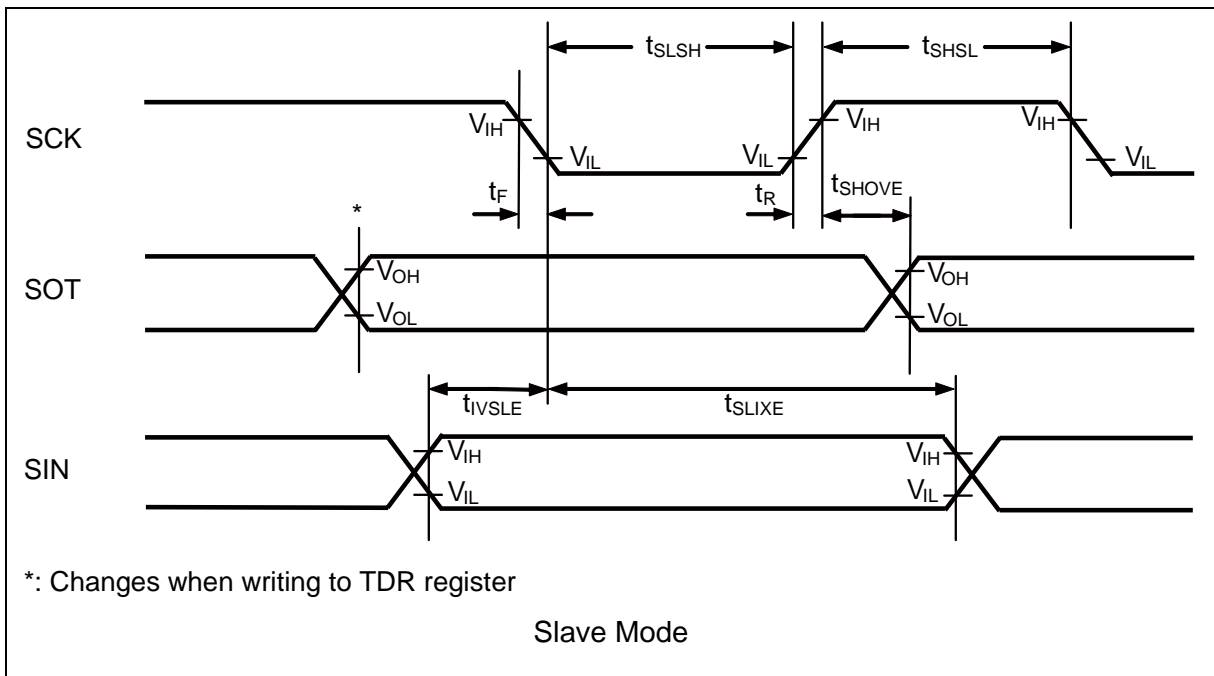 tSLSH
tSHSL
SCK
VIH
VIL
VIL
VIH
VIH
VIL
tF
tR
tSHOVE
*
SOT
VOH
VOL
VOH
VOL
tIVSLE
tSLIXE
SIN
VIH
VIL
VIH
VIL
*: Changes when writing to TDR register
Slave Mode